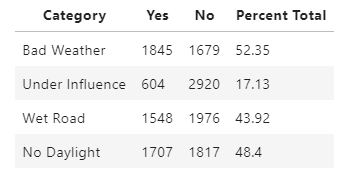 Category Yes No Percent Total
Bad Weather 1845 1679 52.35
Under Influence 604 2920 17.13
Wet Road 1548 1976 43.92
No Daylight 1707 1817 48.4